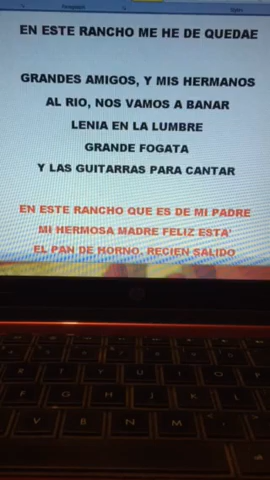 EN ESTE RANCHO ME HE DE QUEDAE
GRANDES AMIGOS, Y MIS HERMANOS
AL RIO, NOS VAMOS A BANAR
LENIA EN LA LUMBRE
GRANDE FOGATA
Y LAS GUITARRAS PARA CANTAR
EN ESTE RANCHO QUE ES DE MI PADRE
MI HERMOSA MADRE FELIZ ESTA'
EL PAN DE HORNO, RECIEN SALIDO